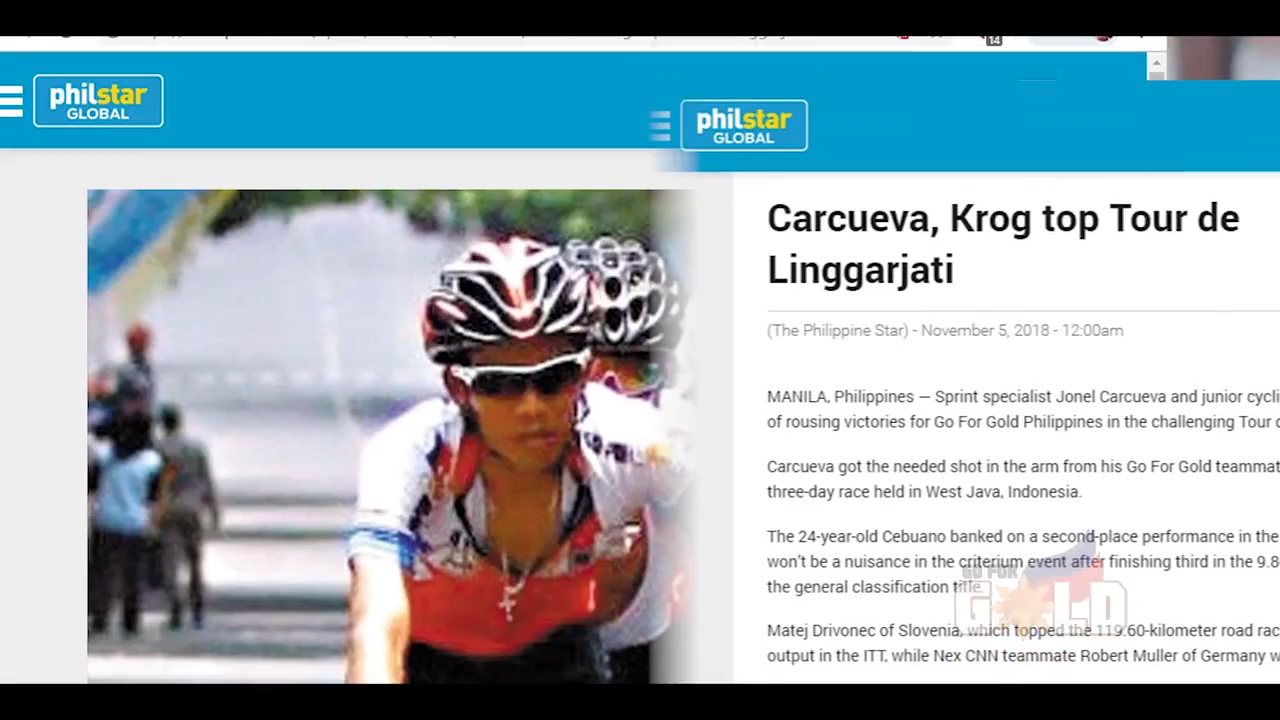 philstar
GLOBAL
philstar
GLOBAL
14
Carcueva, Krog top Tour de
Linggarjati
(The Philippine Star) - November 5, 2018 - 12:00am
MANILA, Philippines — Sprint specialist Jonel Carcueva and junior cycli
of rousing victories for Go For Gold Philippines in the challenging Tour
Carcueva got the needed shot in the arm from his Go For Gold teammat
three-day race held in West Java, Indonesia.
The 24-year-old Cebuano banked on a second-place performance in the
won't be a nuisance in the criterium event after finishing third in the 9.8
the general classification title.
Matej Drivonec of Slovenia, which topped the 119.60-kilometer road rac
output in the ITT, while Nex CNN teammate Robert Muller of Germany w
GO FOR
GOLD